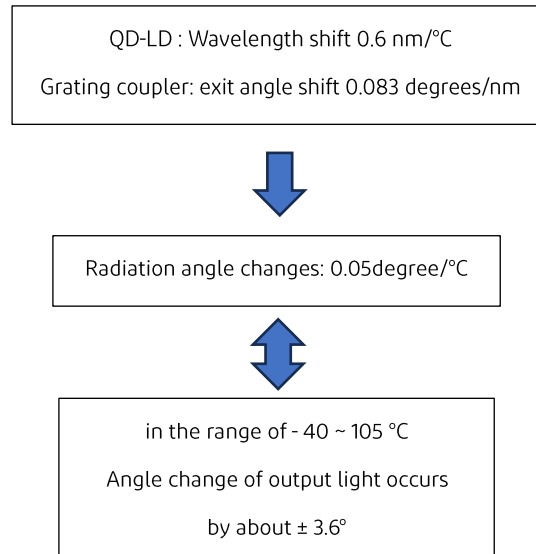 QD-LD : Wavelength shift 0.6 nm/°C
Grating coupler: exit angle shift 0.083 degrees/nm
Radiation angle changes: 0.05degree/°C
in the range of - 40 ~ 105 °C
Angle change of output light occurs
by about ± 3.6°